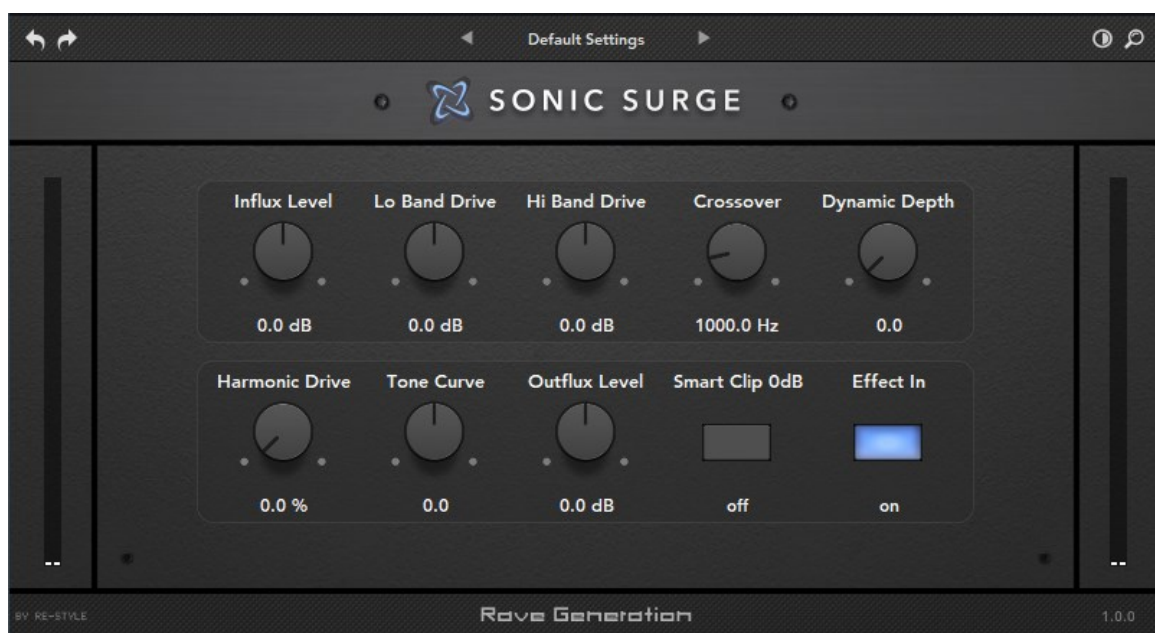 Default Settings
SONIC SURGE
Influx Level Lo Band Drive Hi Band Drive Crossover Dynamic Depth
0.0 dB 0.0 dB 0.0 dB 1000.0 Hz 0.0
Harmonic Drive Tone Curve Outflux Level Smart Clip 0dB Effect In
0.0 % 0.0 0.0 dB off on
-- --
BY RE-STYLE Rave Generation 1.0.0